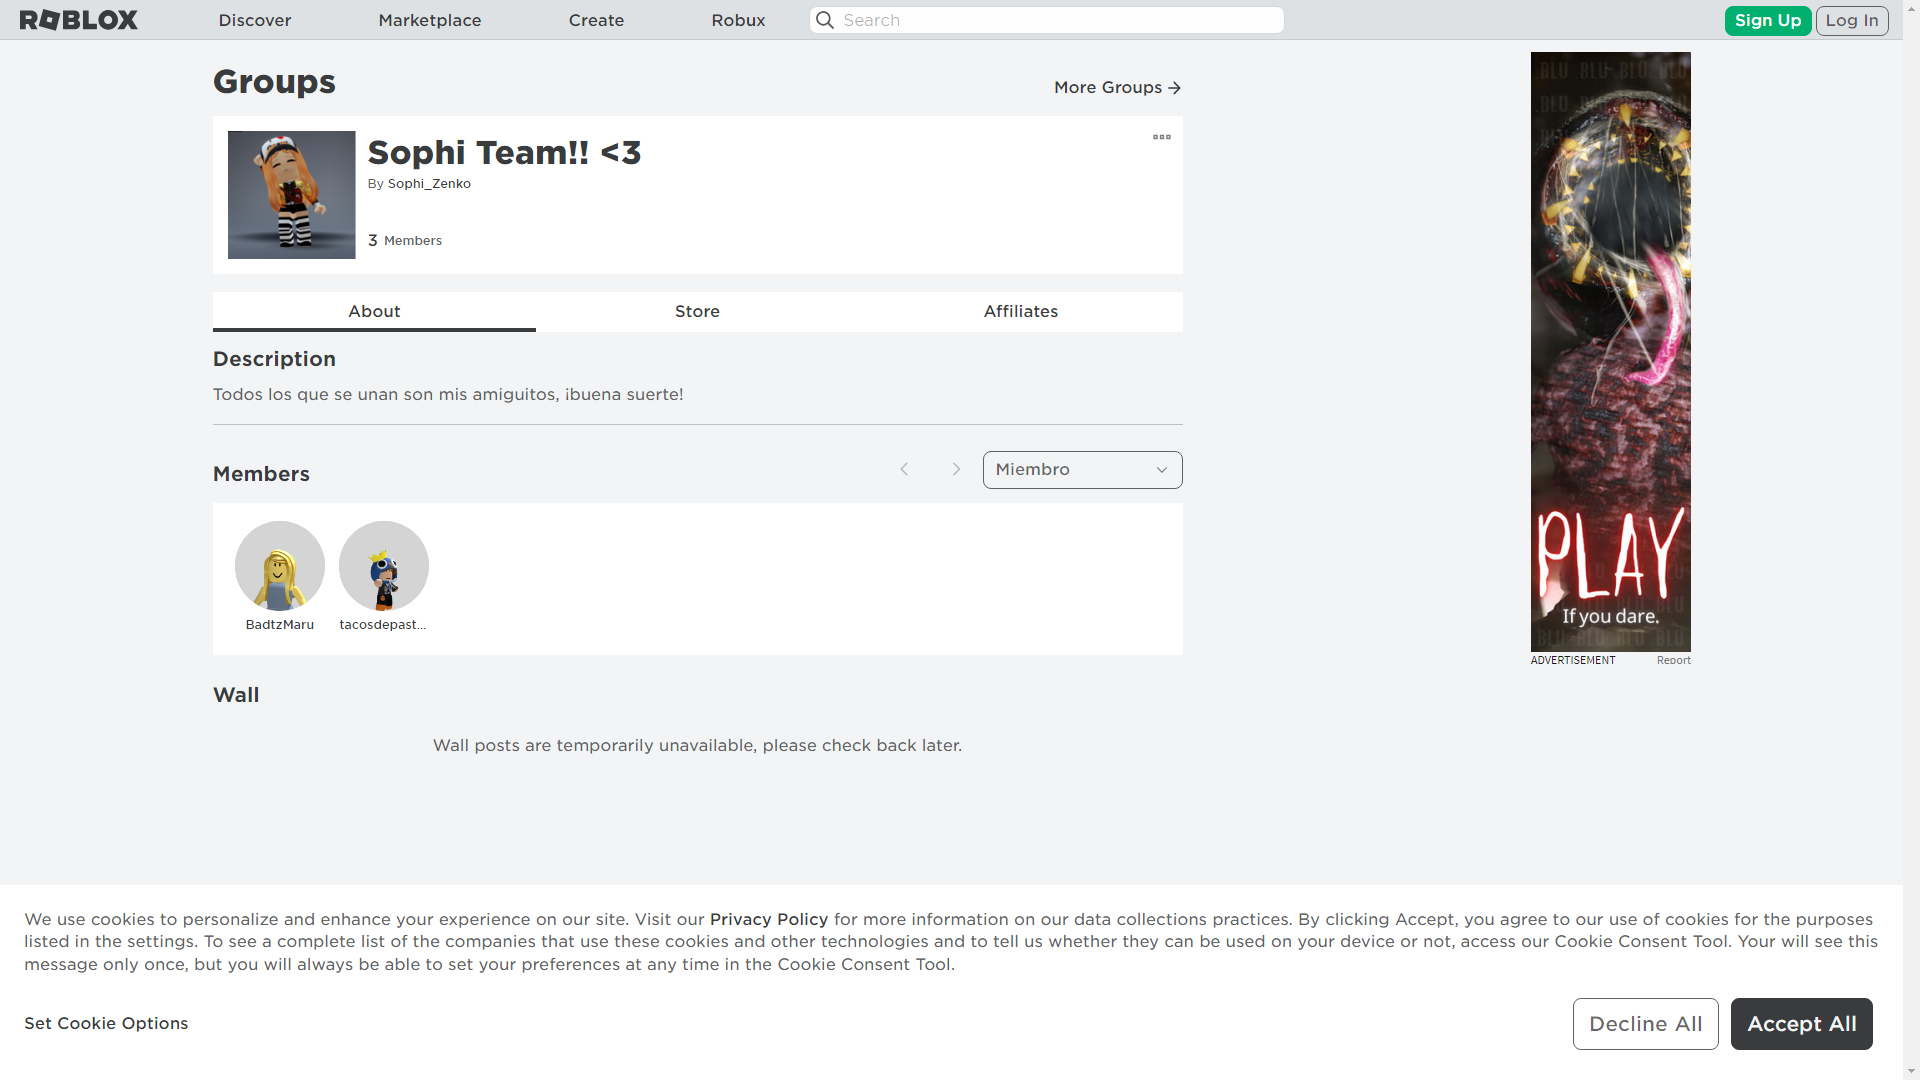 ROBLOX
Discover
Marketplace
Create
Robux
Search
Sign Up
Log In
Groups
More Groups
Sophi Team!! <3
By Sophi_Zenko
3 Members
About
Store
Affiliates
Description
Todos los que se unan son mis amiguitos, ¡buena suerte!
Members
Miembro
BadtzMaru
tacosdepast...
Wall
Wall posts are temporarily unavailable, please check back later.
PLAY
If you dare.
ADVERTISEMENT
Report
We use cookies to personalize and enhance your experience on our site. Visit our Privacy Policy for more information on our data collections practices. By clicking Accept, you agree to our use of cookies for the purposes
listed in the settings. To see a complete list of the companies that use these cookies and other technologies and to tell us whether they can be used on your device or not, access our Cookie Consent Tool. Your will see this
message only once, but you will always be able to set your preferences at any time in the Cookie Consent Tool.
Set Cookie Options
Decline All
Accept All